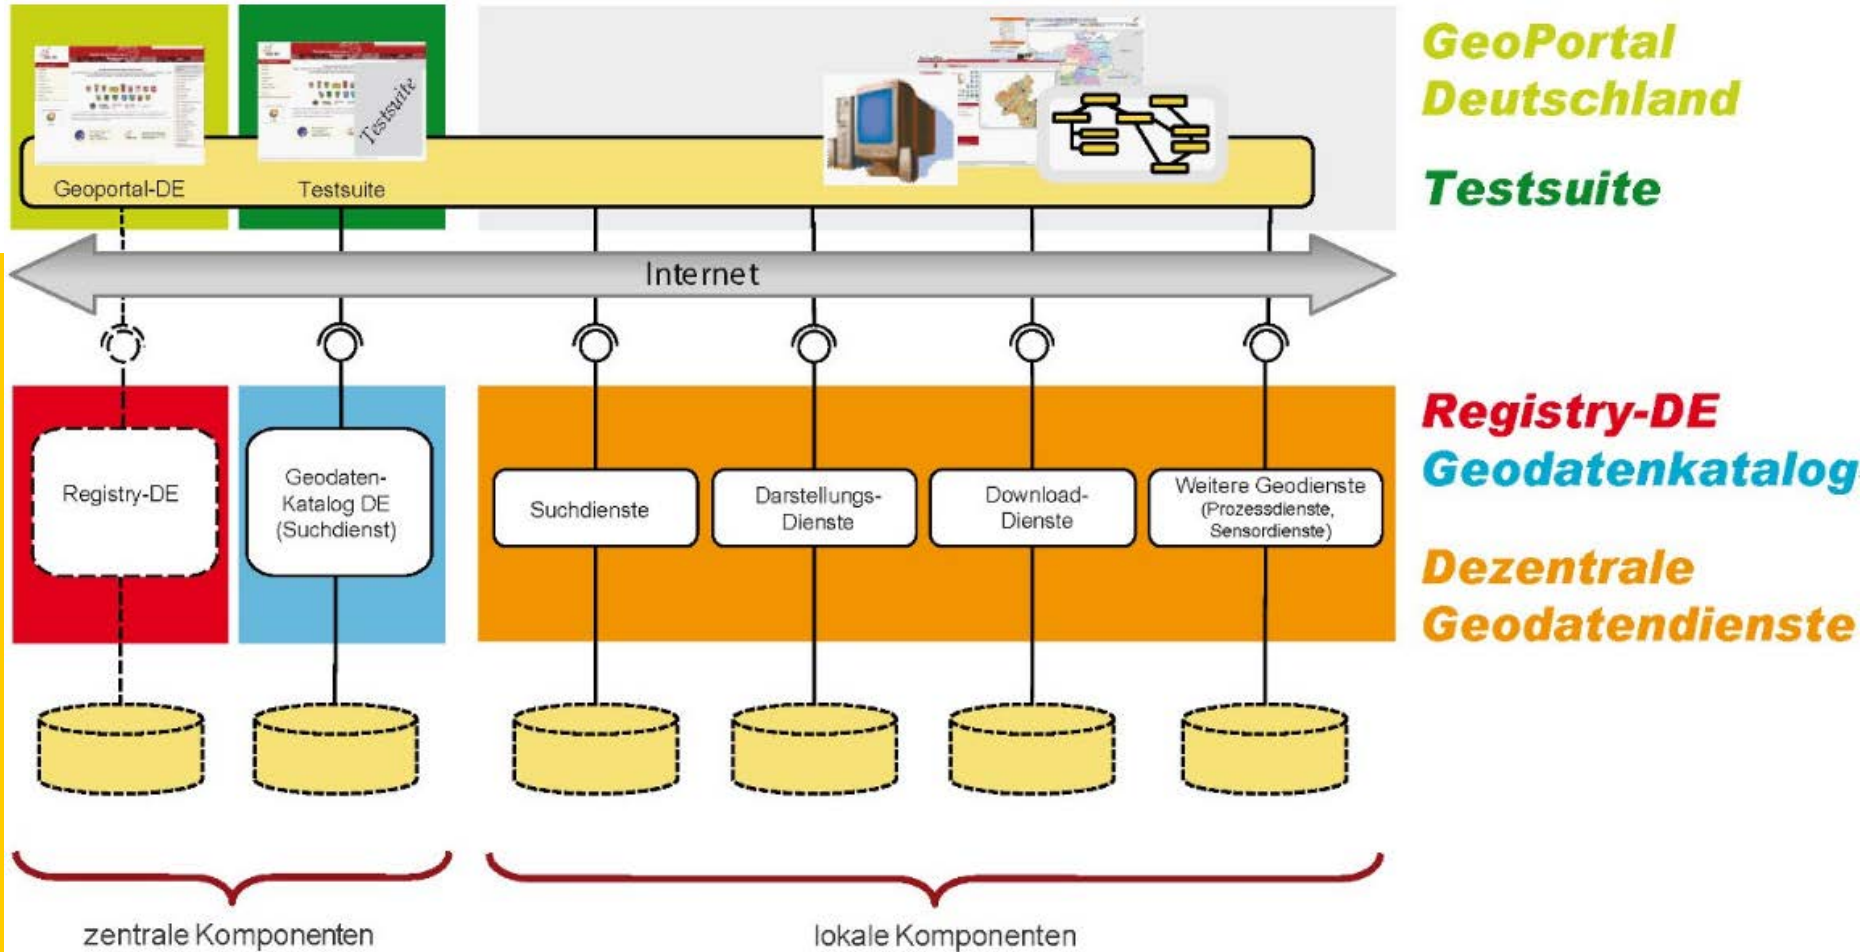 GeoPortal
Deutschland
Testsuite
Testsuite
Geoportal-DE
Testsuite
Internet
Registry-DE
Geodatenkatalog
Dezentrale
Geodatendienste
Registry-DE
Geodaten-
Katalog DE
(Suchdienst)
Suchdienste
Darstellungs-
Dienste
Download-
Dienste
Weitere Geodienste
(Prozessdienste,
Sensordienste)
zentrale Komponenten
lokale Komponenten